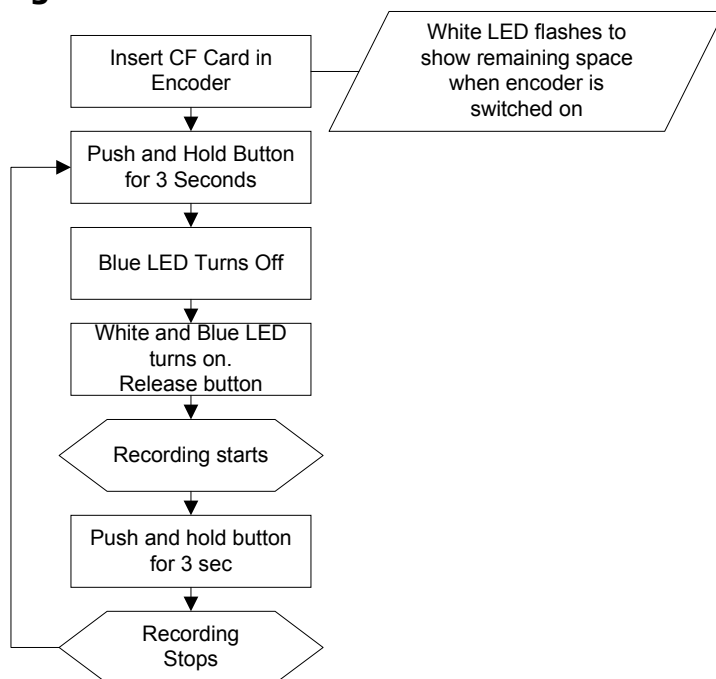 Insert CF Card in
Encoder
White LED flashes to
show remaining space
when encoder is
switched on
Push and Hold Button
for 3 Seconds
Blue LED Turns Off
White and Blue LED
turns on.
Release button
Recording starts
Push and hold button
for 3 sec
Recording
Stops